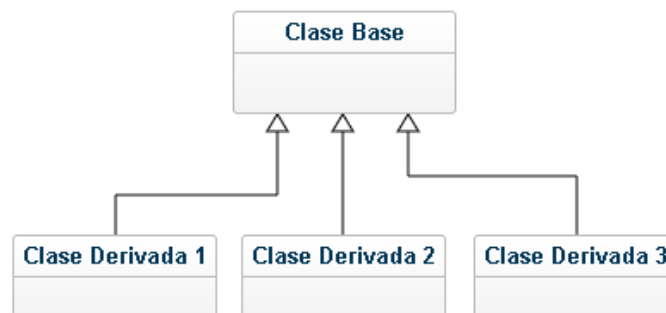 Clase Base
Clase Derivada 1
Clase Derivada 2
Clase Derivada 3